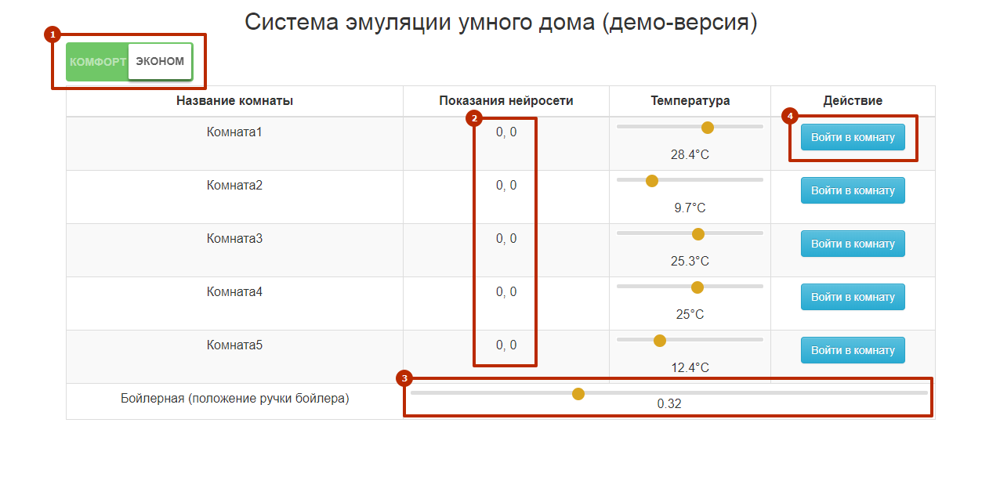 Система эмуляции умного дома (демо-версия)
1
КОМФОРТ ЭКОНОМ
Название комнаты Показания нейросети Температура Действие
2
4
Комната1 0, 0 28.4°C Войти в комнату
Комната2 0, 0 9.7°C Войти в комнату
Комната3 0, 0 25.3°C Войти в комнату
Комната4 0, 0 25°C Войти в комнату
Комната5 0, 0 12.4°C Войти в комнату
3
Бойлерная (положение ручки бойлера) 0.32